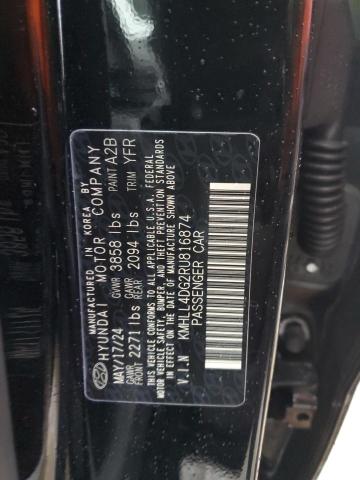 MANUFACTURED IN KOREA BY
HYUNDAI MOTOR COMPANY
MAY/17/24 GVWR 3858 lbs PAINT A2B
GAWR FRONT 2271 lbs GAWR REAR 2094 lbs TRIM YFR
THIS VEHICLE CONFORMS TO ALL APPLICABLE U.S.A. FEDERAL
MOTOR VEHICLE SAFETY, BUMPER, AND THEFT PREVENTION
STANDARDS IN EFFECT ON THE DATE OF MANUFACTURE SHOWN ABOVE.
V.I.N KMHLL4DG2RU816874
PASSENGER CAR